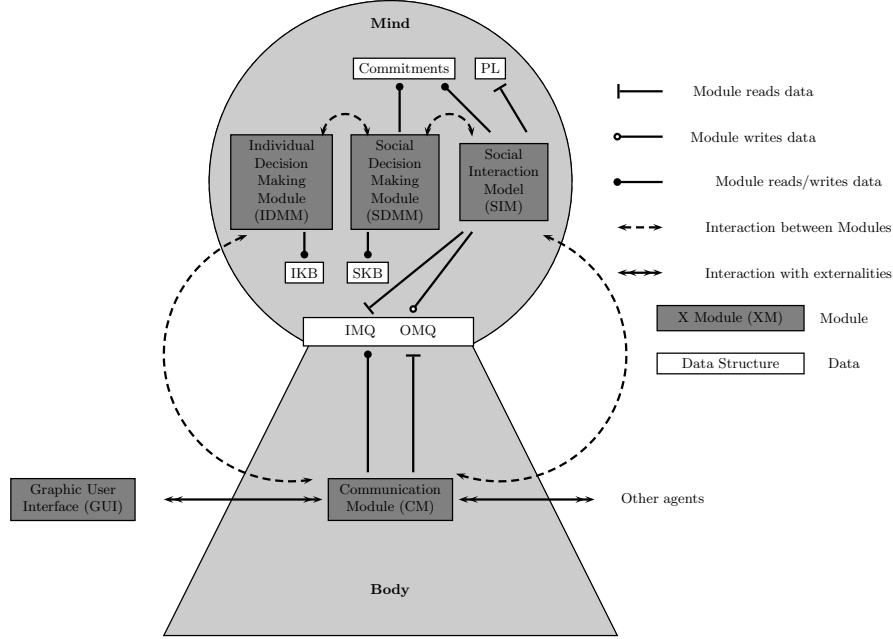 Mind
Commitments
PL
Individual
Decision
Making
Module
(IDMM)
Social
Decision
Making
Module
(SDMM)
Social
Interaction
Model
(SIM)
IKB
SKB
IMQ
OMQ
Graphic User
Interface (GUI)
Communication
Module (CM)
Other agents
Body
Module reads data
Module writes data
Module reads/writes data
Interaction between Modules
Interaction with externalities
X Module (XM)
Module
Data Structure
Data